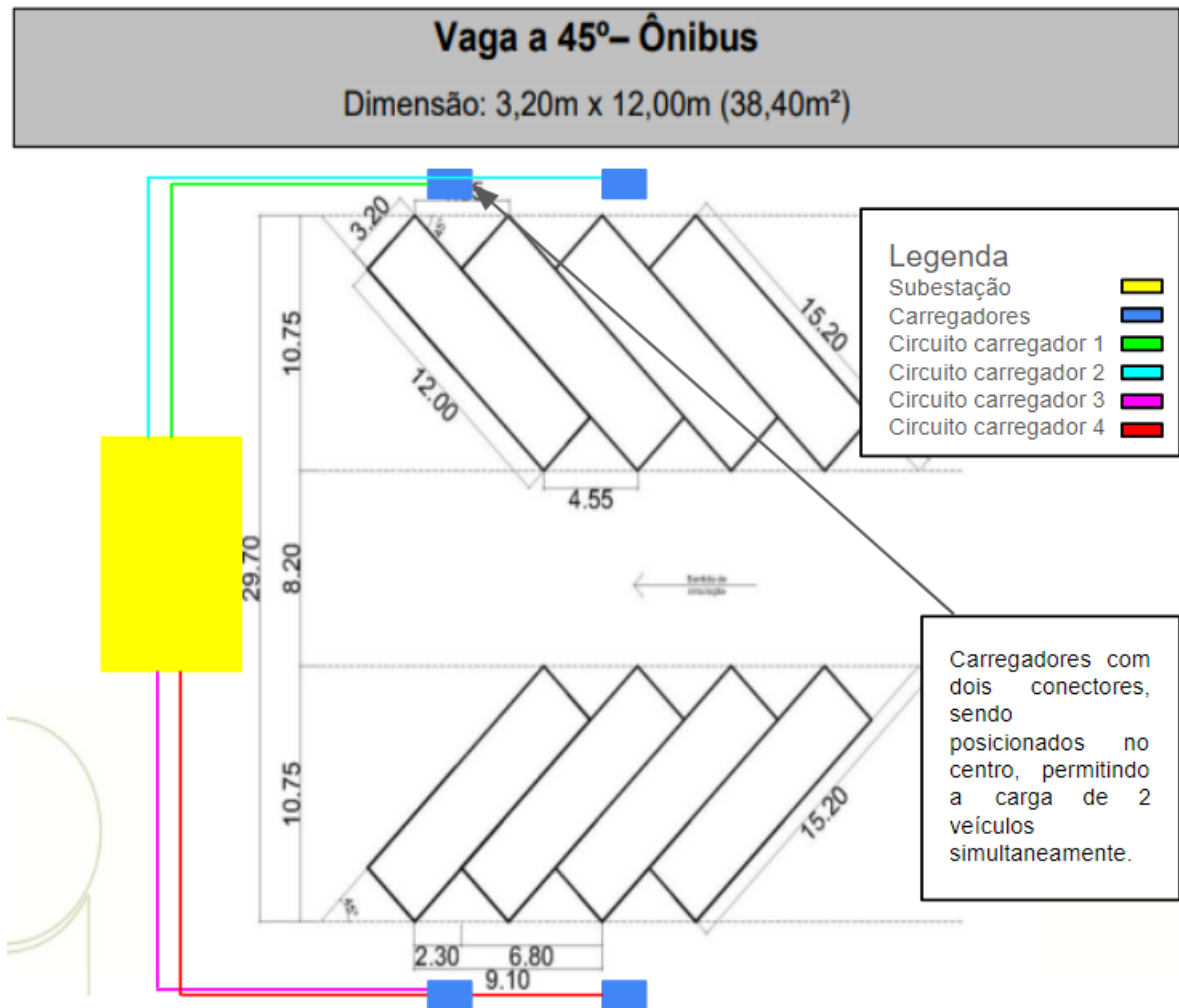 Vaga a 45º– Ônibus
Dimensão: 3,20m x 12,00m (38,40m²)
3.20
45°
10.75
12.00
15.20
4.55
Legenda
Subestação
Carregadores
Circuito carregador 1
Circuito carregador 2
Circuito carregador 3
Circuito carregador 4
29.70
8.20
Sentido de
circulação
10.75
15.20
45°
2.30
6.80
9.10
Carregadores com
dois conectores,
sendo
posicionados no
centro, permitindo
a carga de 2
veículos
simultaneamente.